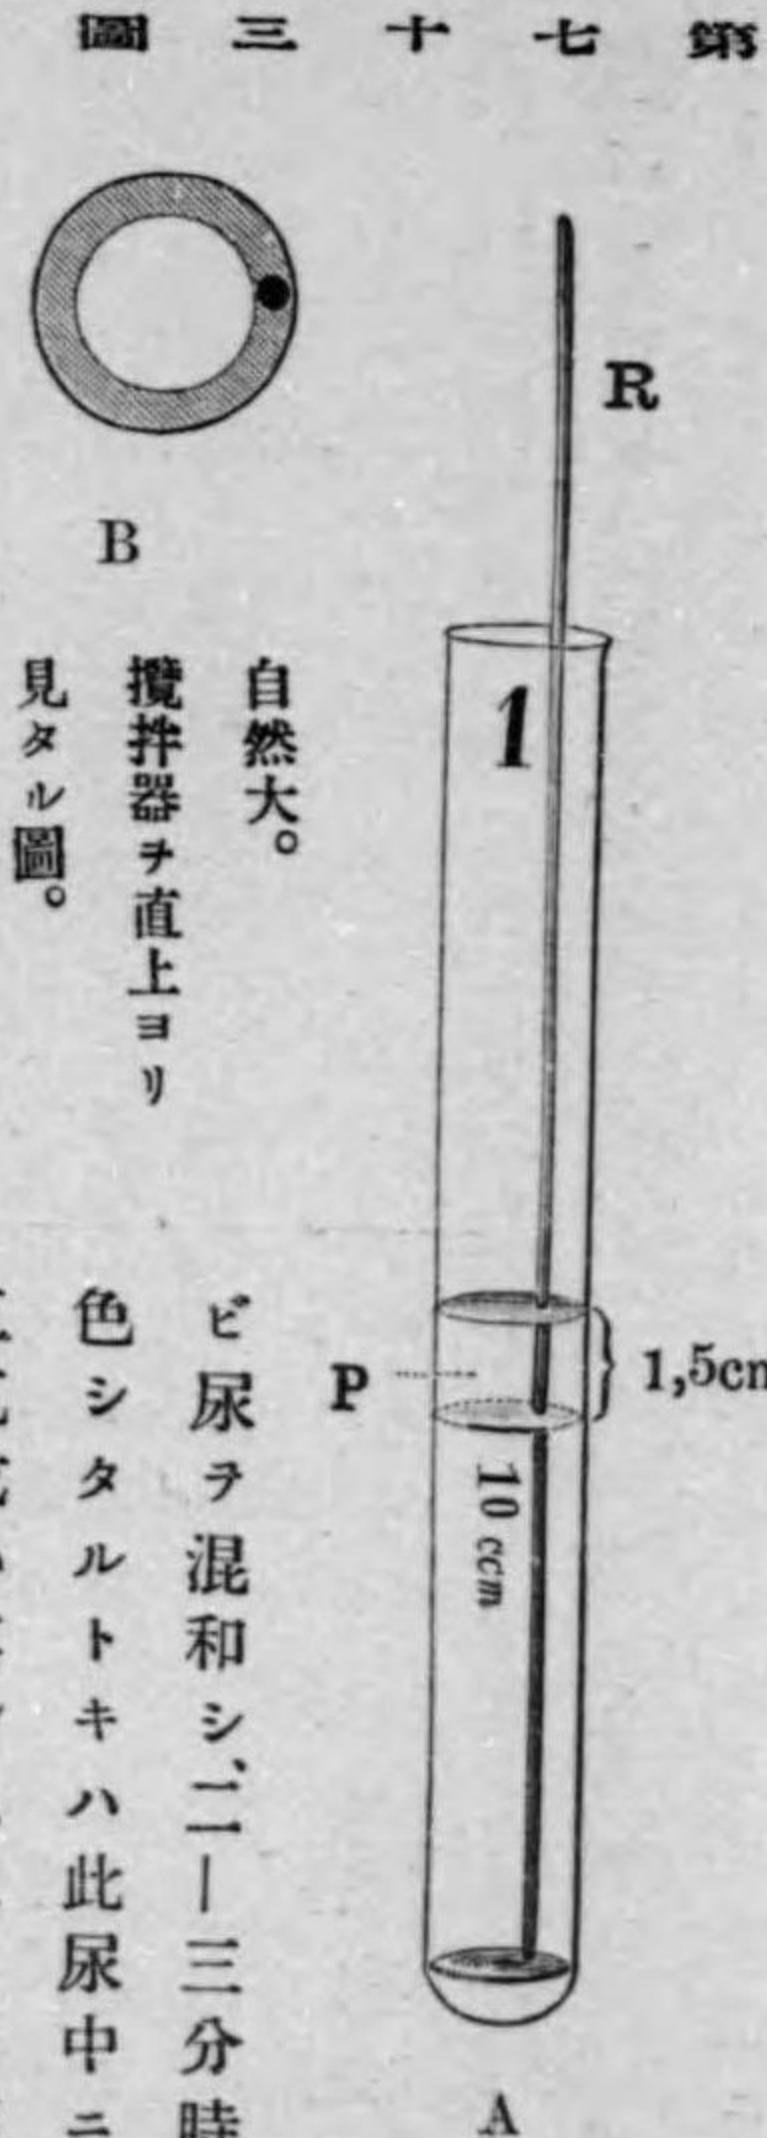 第七十三圖
R
1
P
1,5cm
10 ccm
A
B
自然大。
攪拌器ヲ直上ヨリ
見タル圖。
ビ尿ヲ混和シ、二ー三分時
色シタルトキハ此尿中ニ